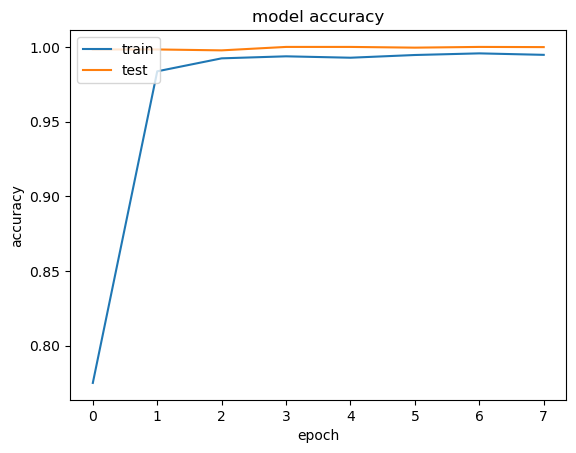 model accuracy
train
test
1.00
0.95
0.90
0.85
0.80
accuracy
0 1 2 3 4 5 6 7
epoch